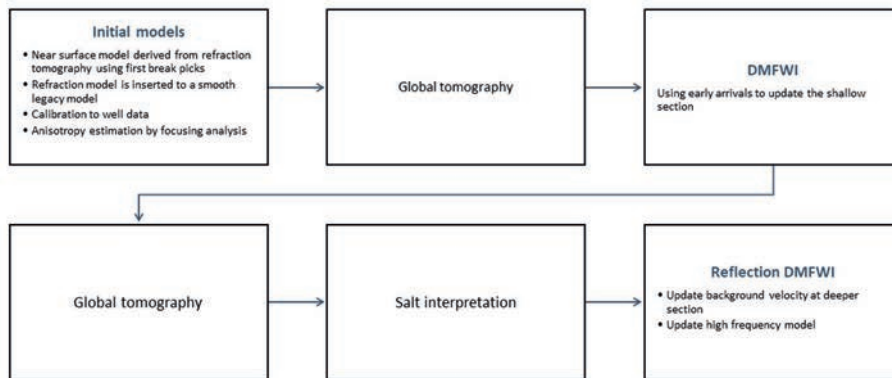 Initial models
• Near surface model derived from refraction
tomography using first break picks
• Refraction model is inserted to a smooth
legacy model
• Calibration to well data
• Anisotropy estimation by focusing analysis
Global tomography
DMFWI
Using early arrivals to update the shallow
section
Global tomography
Salt interpretation
Reflection DMFWI
• Update background velocity at deeper
section
• Update high frequency model